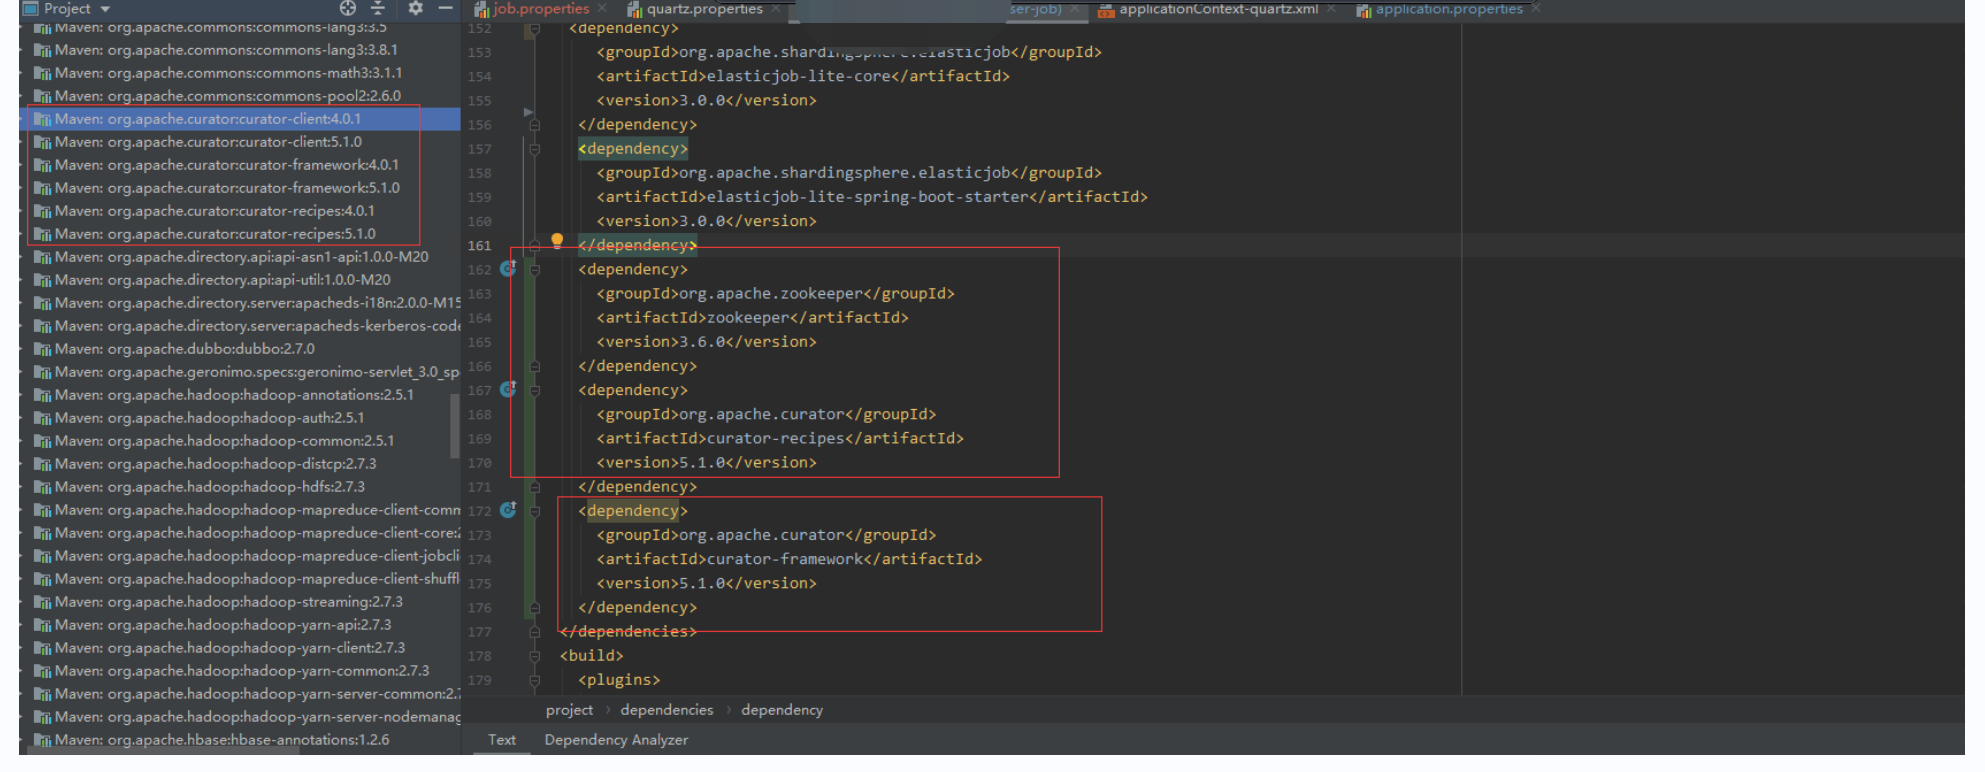 Project
job.properties
quartz.properties
ser-job)
applicationContext-quartz.xml
application.properties
Maven: org.apache.commons:commons-lang3:3.5
Maven: org.apache.commons:commons-lang3:3.8.1
Maven: org.apache.commons:commons-math3:3.1.1
Maven: org.apache.commons:commons-pool2:2.6.0
Maven: org.apache.curator:curator-client:4.0.1
Maven: org.apache.curator:curator-client:5.1.0
Maven: org.apache.curator:curator-framework:4.0.1
Maven: org.apache.curator:curator-framework:5.1.0
Maven: org.apache.curator:curator-recipes:4.0.1
Maven: org.apache.curator:curator-recipes:5.1.0
Maven: org.apache.directory.api:api-asn1-api:1.0.0-M20
Maven: org.apache.directory.api:api-util:1.0.0-M20
Maven: org.apache.directory.server:apacheds-i18n:2.0.0-M15
Maven: org.apache.directory.server:apacheds-kerberos-code
Maven: org.apache.dubbo:dubbo:2.7.0
Maven: org.apache.geronimo.specs:geronimo-servlet_3.0_sp
Maven: org.apache.hadoop:hadoop-annotations:2.5.1
Maven: org.apache.hadoop:hadoop-auth:2.5.1
Maven: org.apache.hadoop:hadoop-common:2.5.1
Maven: org.apache.hadoop:hadoop-distcp:2.7.3
Maven: org.apache.hadoop:hadoop-hdfs:2.7.3
Maven: org.apache.hadoop:hadoop-mapreduce-client-comm
Maven: org.apache.hadoop:hadoop-mapreduce-client-core:2
Maven: org.apache.hadoop:hadoop-mapreduce-client-jobcli
Maven: org.apache.hadoop:hadoop-mapreduce-client-shuffl
Maven: org.apache.hadoop:hadoop-streaming:2.7.3
Maven: org.apache.hadoop:hadoop-yarn-api:2.7.3
Maven: org.apache.hadoop:hadoop-yarn-client:2.7.3
Maven: org.apache.hadoop:hadoop-yarn-common:2.7.3
Maven: org.apache.hadoop:hadoop-yarn-server-common:2.7
Maven: org.apache.hadoop:hadoop-yarn-server-nodemanag
Maven: org.apache.hbase:hbase-annotations:1.2.6
152 <dependency>
153 <groupId>org.apache.shardingsphere.elasticjob</groupId>
154 <artifactId>elasticjob-lite-core</artifactId>
155 <version>3.0.0</version>
156 </dependency>
157 <dependency>
158 <groupId>org.apache.shardingsphere.elasticjob</groupId>
159 <artifactId>elasticjob-lite-spring-boot-starter</artifactId>
160 <version>3.0.0</version>
161 </dependency>
162 <dependency>
163 <groupId>org.apache.zookeeper</groupId>
164 <artifactId>zookeeper</artifactId>
165 <version>3.6.0</version>
166 </dependency>
167 <dependency>
168 <groupId>org.apache.curator</groupId>
169 <artifactId>curator-recipes</artifactId>
170 <version>5.1.0</version>
171 </dependency>
172 <dependency>
173 <groupId>org.apache.curator</groupId>
174 <artifactId>curator-framework</artifactId>
175 <version>5.1.0</version>
176 </dependency>
177 </dependencies>
178 <build>
179 <plugins>
project › dependencies › dependency
Text Dependency Analyzer